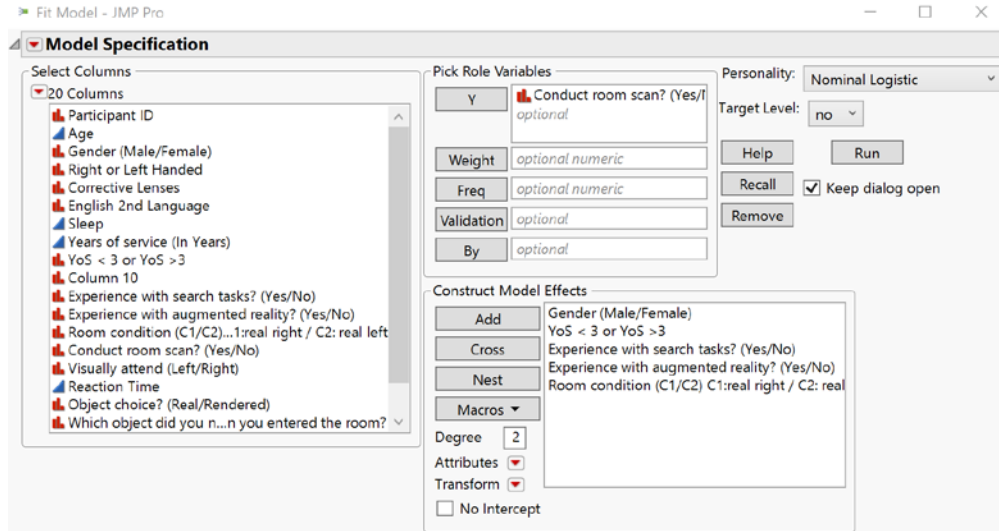 Fit Model - JMP Pro
Model Specification
Select Columns
20 Columns
Participant ID
Age
Gender (Male/Female)
Right or Left Handed
Corrective Lenses
English 2nd Language
Sleep
Years of service (In Years)
YoS < 3 or YoS >3
Column 10
Experience with search tasks? (Yes/No)
Experience with augmented reality? (Yes/No)
Room condition (C1/C2)...1:real right / C2: real left
Conduct room scan? (Yes/No)
Visually attend (Left/Right)
Reaction Time
Object choice? (Real/Rendered)
Which object did you n...n you entered the room?
Pick Role Variables
Y
Conduct room scan? (Yes/
optional
Weight optional numeric
Freq optional numeric
Validation optional
By optional
Personality: Nominal Logistic
Target Level: no
Help Run
Recall Keep dialog open
Remove
Construct Model Effects
Add
Cross
Nest
Macros
Degree 2
Attributes
Transform
No Intercept
Gender (Male/Female)
YoS < 3 or YoS >3
Experience with search tasks? (Yes/No)
Experience with augmented reality? (Yes/No)
Room condition (C1/C2) C1:real right / C2: real